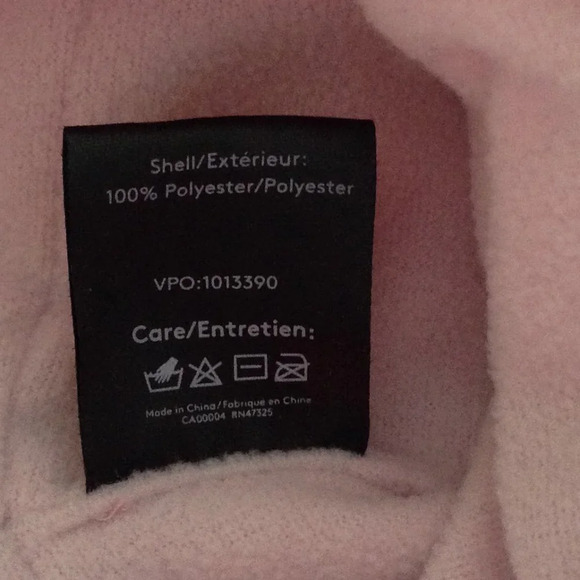 Shell/Extérieur:
100% Polyester/Polyester
VPO:1013390
Care/Entretien:
Made in China/Fabriqué en Chine
CA00004 RN47325